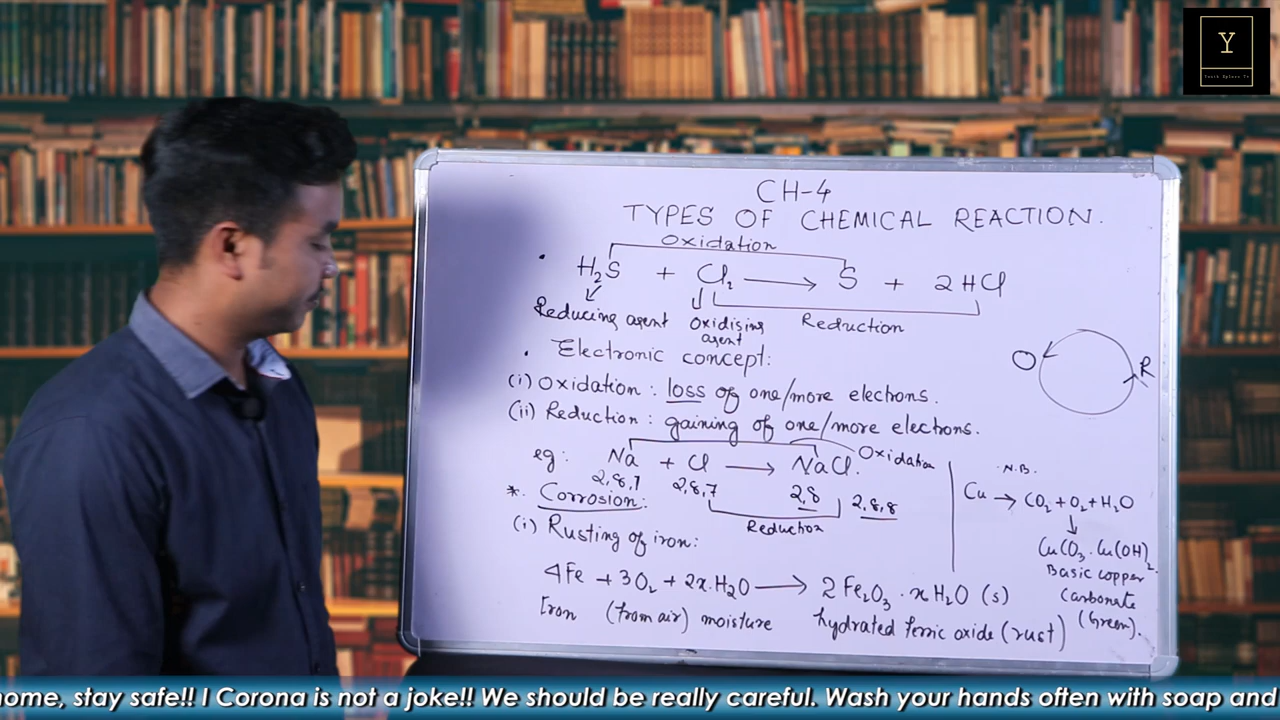 Y
CH-4
TYPES OF CHEMICAL REACTION.
Oxidation
• H₂S + Cl₂ → S + 2HCl
Reducing agent
Oxidising agent
Reduction
• Electronic concept:
O
R
(i) Oxidation : loss of one/more electrons.
(ii) Reduction : gaining of one/more electrons.
eg: Na + Cl → NaCl.
Oxidation
2,8,1 2,8,7 2,8 2,8,8
Reduction
*. Corrosion:
(i) Rusting of iron:
4Fe + 3O₂ + 2x.H₂O → 2Fe₂O₃ . xH₂O (s)
Iron (from air) moisture hydrated ferric oxide (rust)
N.B.
Cu → CO₂ + O₂ + H₂O
↓
CuCO₃.Cu(OH)₂.
Basic copper
Carbonate
(Green).
home, stay safe!! I Corona is not a joke!! We should be really careful. Wash your hands often with soap and